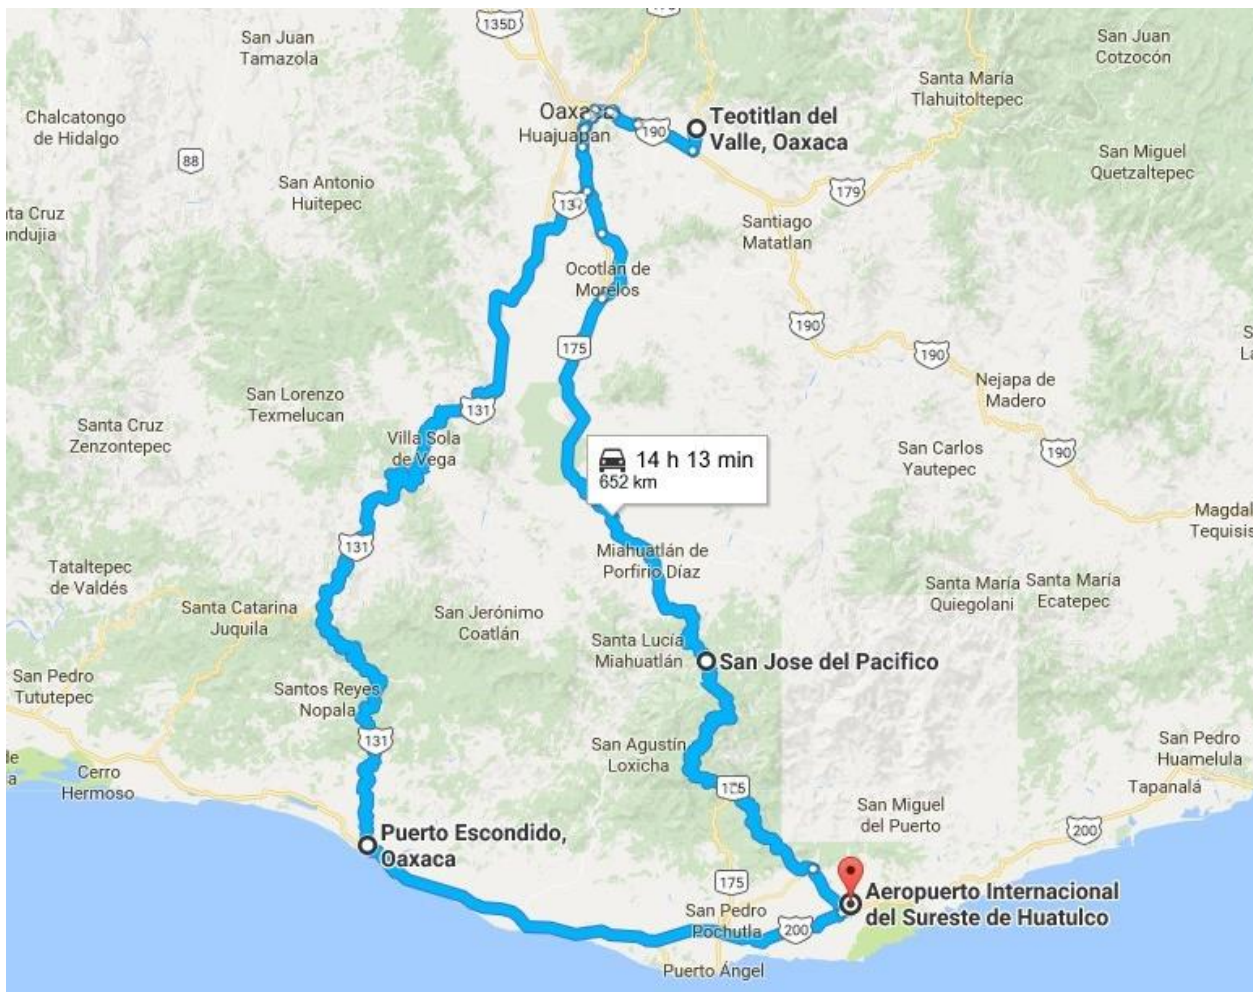 135D
San Juan
Tamazola
San Juan
Cotzocón
Santa María
Tlahuitoltepec
Chalcatongo
de Hidalgo
Oaxaca
Huajuapan
190
Teotitlan del
Valle, Oaxaca
88
San Miguel
Quetzaltepec
San Antonio
Huitepec
179
ta Cruz
ndujia
Santiago
Matatlan
Ocotlán de
Morelos
190
175
190
San Lorenzo
Texmelucan
Nejapa de
Madero
131
Santa Cruz
Zenzontepec
Villa Sola
de Vega
San Carlos
Yautepec
190
14 h 13 min
652 km
Magdal
Tequisis
131
Miahuatlán de
Porfirio Díaz
Tataltepec
de Valdés
Santa María
Quiegolani
Santa María
Ecatepec
Santa Catarina
Juquila
San Jerónimo
Coatlán
Santa Lucía
Miahuatlán
San Jose del Pacifico
San Pedro
Tututepec
Santos Reyes
Nopala
131
San Agustín
Loxicha
San Pedro
Huamelula
Cerro
Hermoso
Tapanalá
San Miguel
del Puerto
200
Puerto Escondido,
Oaxaca
175
Aeropuerto Internacional
del Sureste de Huatulco
San Pedro
Pochutla
200
Puerto Ángel